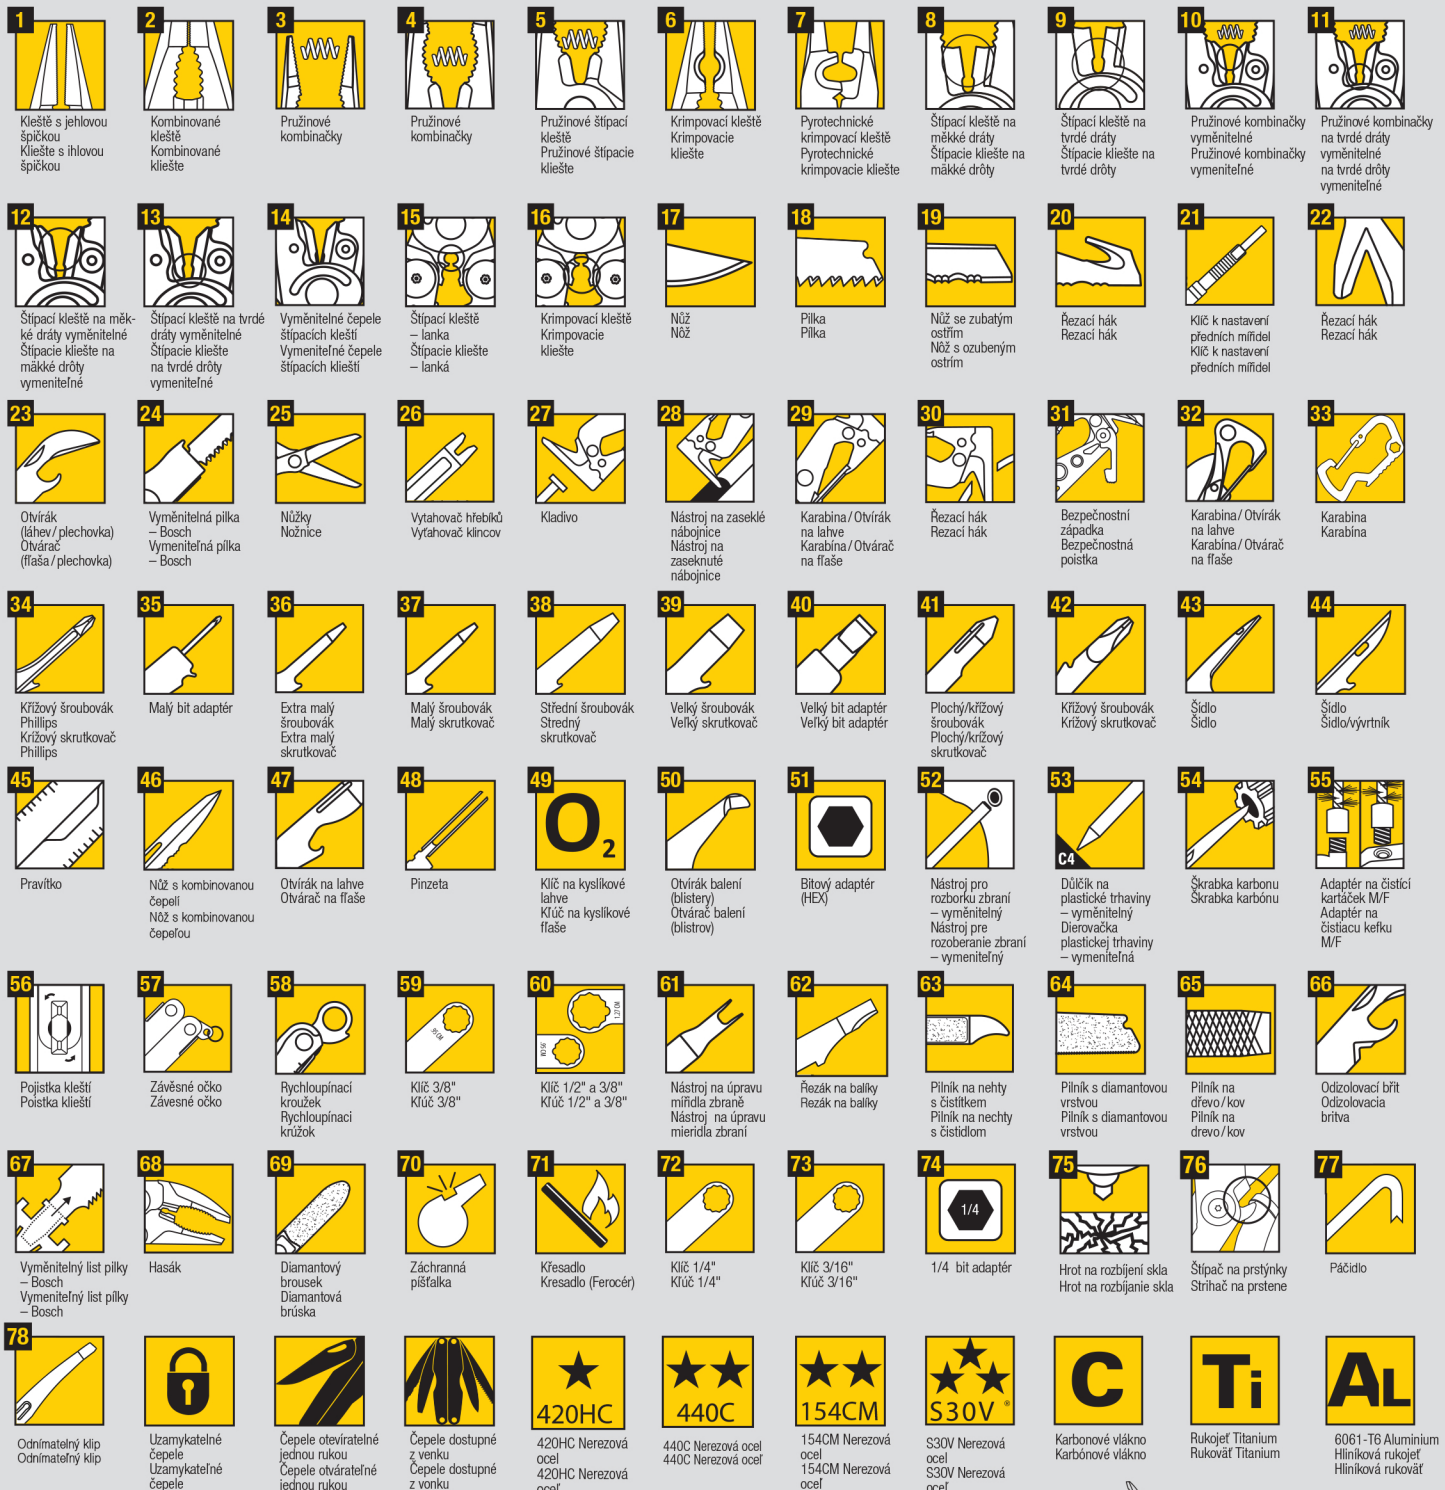 1
Kleště s jehlovou
špičkou
Kliešte s ihlovou
špičkou
2
Kombinované
kleště
Kombinované
kliešte
3
Pružinové
kombinačky
4
Pružinové
kombinačky
5
Pružinové štípací
kleště
Pružinové štípacie
kliešte
6
Krimpovací kleště
Krimpovacie
kliešte
7
Pyrotechnické
krimpovací kleště
Pyrotechnické
krimpovacie kliešte
8
Štípací kleště na
měkké dráty
Štípacie kliešte na
mäkké drôty
9
Štípací kleště na
tvrdé dráty
Štípacie kliešte na
tvrdé drôty
10
Pružinové kombinačky
vyměnitelné
Pružinové kombinačky
vymeniteľné
11
Pružinové kombinačky
na tvrdé dráty
vyměnitelné
na tvrdé drôty
vymeniteľné
12
Štípací kleště na měk-
ké dráty vyměnitelné
Štípacie kliešte na
mäkké drôty
vymeniteľné
13
Štípací kleště na tvrdé
dráty vyměnitelné
Štípacie kliešte
na tvrdé drôty
vymeniteľné
14
Vyměnitelné čepele
štípacích kleští
Vymeniteľné čepele
štípacích klieští
15
Štípací kleště
– lanka
Štípacie kliešte
– lanká
16
Krimpovací kleště
Krimpovacie
kliešte
17
Nůž
Nôž
18
Pilka
Pílka
19
Nůž se zubatým
ostřím
Nôž s ozubeným
ostrím
20
Řezací hák
Rezací hák
21
Klíč k nastavení
předních mířidel
Klíč k nastavení
předních mířidel
22
Řezací hák
Rezací hák
23
Otvírák
(láhev / plechovka)
Otvárač
(fľaša / plechovka)
24
Vyměnitelná pilka
– Bosch
Vymeniteľná pílka
– Bosch
25
Nůžky
Nožnice
26
Vytahovač hřebíků
Vyťahovač klincov
27
Kladivo
28
Nástroj na zaseklé
nábojnice
Nástroj na
zaseknuté
nábojnice
29
Karabina / Otvírák
na lahve
Karabína / Otvárač
na fľaše
30
Řezací hák
Rezací hák
31
Bezpečnostní
západka
Bezpečnostná
poistka
32
Karabina / Otvírák
na lahve
Karabína / Otvárač
na fľaše
33
Karabina
Karabína
34
Křížový šroubovák
Phillips
Krížový skrutkovač
Phillips
35
Malý bit adaptér
36
Extra malý
šroubovák
Extra malý
skrutkovač
37
Malý šroubovák
Malý skrutkovač
38
Střední šroubovák
Stredný
skrutkovač
39
Velký šroubovák
Veľký skrutkovač
40
Velký bit adaptér
Veľký bit adaptér
41
Plochý/křížový
šroubovák
Plochý/krížový
skrutkovač
42
Křížový šroubovák
Krížový skrutkovač
43
Šídlo
Šidlo
44
Šídlo
Šidlo/vývrtník
45
Pravítko
46
Nůž s kombinovanou
čepelí
Nôž s kombinovanou
čepeľou
47
Otvírák na lahve
Otvárač na fľaše
48
Pinzeta
49
O2
Klíč na kyslíkové
lahve
Kľúč na kyslíkové
fľaše
50
Otvírák balení
(blistery)
Otvárač balení
(blistrov)
51
Bitový adaptér
(HEX)
52
Nástroj pro
rozborku zbraní
– vyměnitelný
Nástroj pre
rozoberanie zbraní
– vymeniteľný
53
C4
Důlčík na
plastické trhaviny
– vyměnitelný
Dierovačka
plastickej trhaviny
– vymeniteľná
54
Škrabka karbonu
Škrabka karbónu
55
Adaptér na čistící
kartáček M/F
Adaptér na
čistiacu kefku
M/F
56
Pojistka kleští
Poistka klieští
57
Závěsné očko
Závesné očko
58
Rychloupínací
kroužek
Rychloupínaci
krúžok
59
.95 CM
Klíč 3/8"
Kľúč 3/8"
60
1.27 CM
.95 CM
Klíč 1/2" a 3/8"
Kľúč 1/2" a 3/8"
61
Nástroj na úpravu
mířidla zbraně
Nástroj na úpravu
mieridla zbraní
62
Řezák na balíky
Rezák na balíky
63
Pilník na nehty
s čistítkem
Pilník na nechty
s čistidlom
64
Pilník s diamantovou
vrstvou
Pilník s diamantovou
vrstvou
65
Pilník na
dřevo / kov
Pilník na
drevo / kov
66
Odizolovací břit
Odizolovacia
britva
67
Vyměnitelný list pilky
– Bosch
Vymeniteľný list pílky
– Bosch
68
Hasák
69
Diamantový
brousek
Diamantová
brúska
70
Záchranná
píšťalka
71
Křesadlo
Kresadlo (Ferocér)
72
Klíč 1/4"
Kľúč 1/4"
73
Klíč 3/16"
Kľúč 3/16"
74
1/4
1/4 bit adaptér
75
Hrot na rozbíjení skla
Hrot na rozbíjanie skla
76
Štípač na prstýnky
Strihač na prstene
77
Páčidlo
78
Odnímatelný klip
Odnímateľný klip
Uzamykatelné
čepele
Uzamykateľné
čepele
Čepele otevíratelné
jednou rukou
Čepele otvárateľné
jednou rukou
Čepele dostupné
z venku
Čepele dostupné
z vonku
420HC
420HC Nerezová
ocel
420HC Nerezová
oceľ
440C
440C Nerezová ocel
440C Nerezová oceľ
154CM
154CM Nerezová
ocel
154CM Nerezová
oceľ
S30V®
S30V Nerezová
ocel
S30V Nerezová
oceľ
C
Karbonové vlákno
Karbónové vlákno
Ti
Rukojeť Titanium
Rukoväť Titanium
AL
6061-T6 Aluminium
Hliníková rukojeť
Hliníková rukoväť